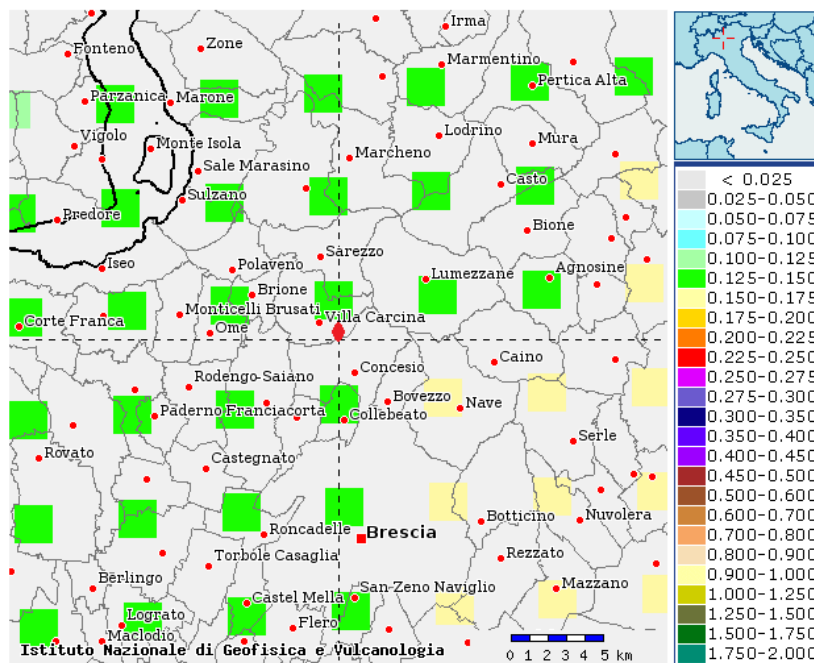 Irma
Zone
Fonteno
Marmentino
Pertica Alta
Parzanica
Marone
Lodrino
Mura
Vigolo
Monte Isola
Marcheno
Sale Marasino
Casto
Sulzano
Predore
Bione
Sarezzo
Iseo
Polaveno
Lumezzane
Agnosine
Brione
Monticelli Brusati
Villa Carcina
Corte Franca
Ome
Caino
Concesio
Rodengo-Saiano
Bovezzo
Nave
Paderno Franciacorta
Collebeato
Serle
Rovato
Castegnato
Botticino
Nuvolera
Roncadelle
Brescia
Torbole Casaglia
Rezzato
Berlingo
San Zeno Naviglio
Mazzano
Castel Mella
Lograto
Flero
Maclodio
Istituto Nazionale di Geofisica e Vulcanologia
0 1 2 3 4 5 km
< 0.025
0.025-0.050
0.050-0.075
0.075-0.100
0.100-0.125
0.125-0.150
0.150-0.175
0.175-0.200
0.200-0.225
0.225-0.250
0.250-0.275
0.275-0.300
0.300-0.350
0.350-0.400
0.400-0.450
0.450-0.500
0.500-0.600
0.600-0.700
0.700-0.800
0.800-0.900
0.900-1.000
1.000-1.250
1.250-1.500
1.500-1.750
1.750-2.000